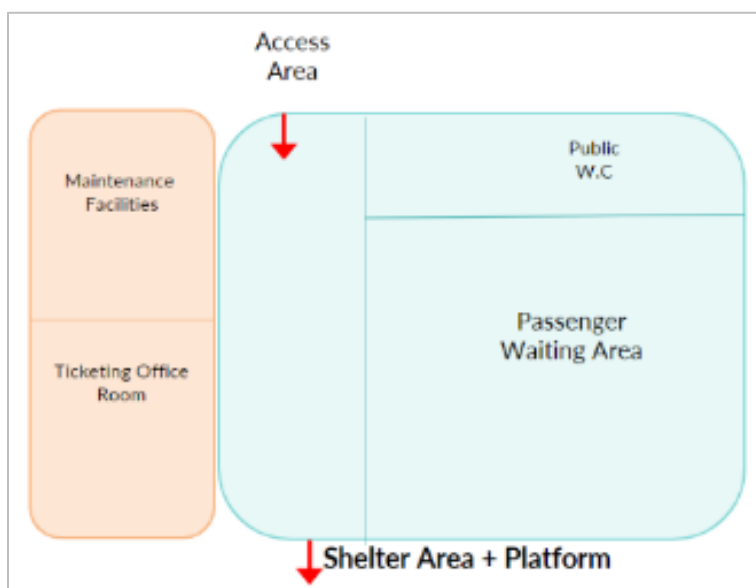 Access
Area
Maintenance
Facilities
Public
W.C
Passenger
Waiting Area
Ticketing Office
Room
Shelter Area + Platform